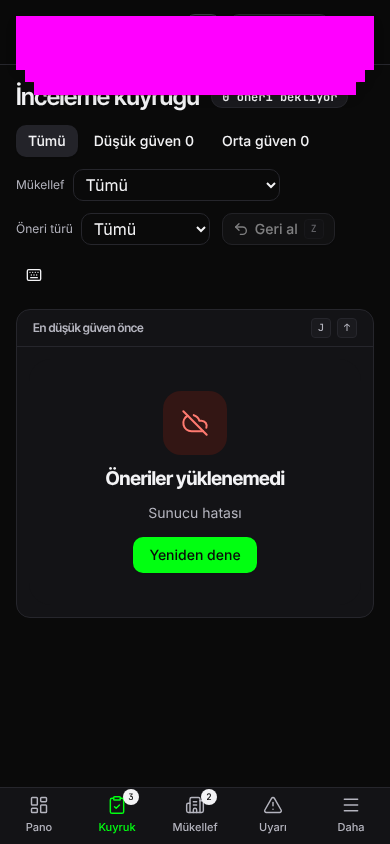 İnceleme kuyruğu 0 öneri bekliyor
Tümü Düşük güven 0 Orta güven 0
Mükellef Tümü
Öneri türü Tümü Geri al Z
En düşük güven önce J ↑
Öneriler yüklenemedi
Sunucu hatası
Yeniden dene
3 2
Pano Kuyruk Mükellef Uyarı Daha